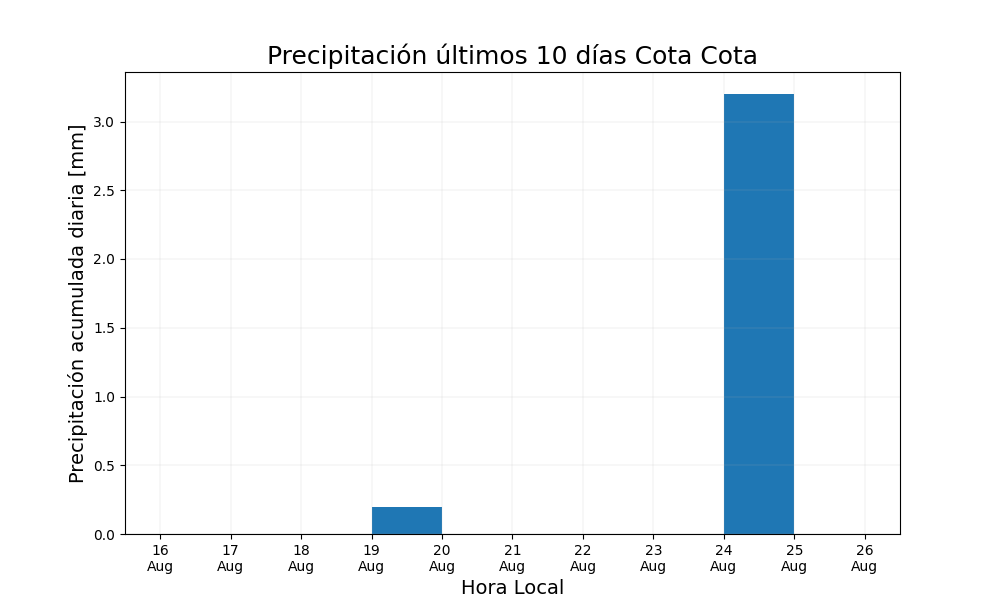 Precipitación últimos 10 días Cota Cota
Precipitación acumulada diaria [mm]
3.0
2.5
2.0
1.5
1.0
0.5
0.0
16 17 18 19 20 21 22 23 24 25 26
Aug Aug Aug Aug Aug Aug Aug Aug Aug Aug Aug
Hora Local